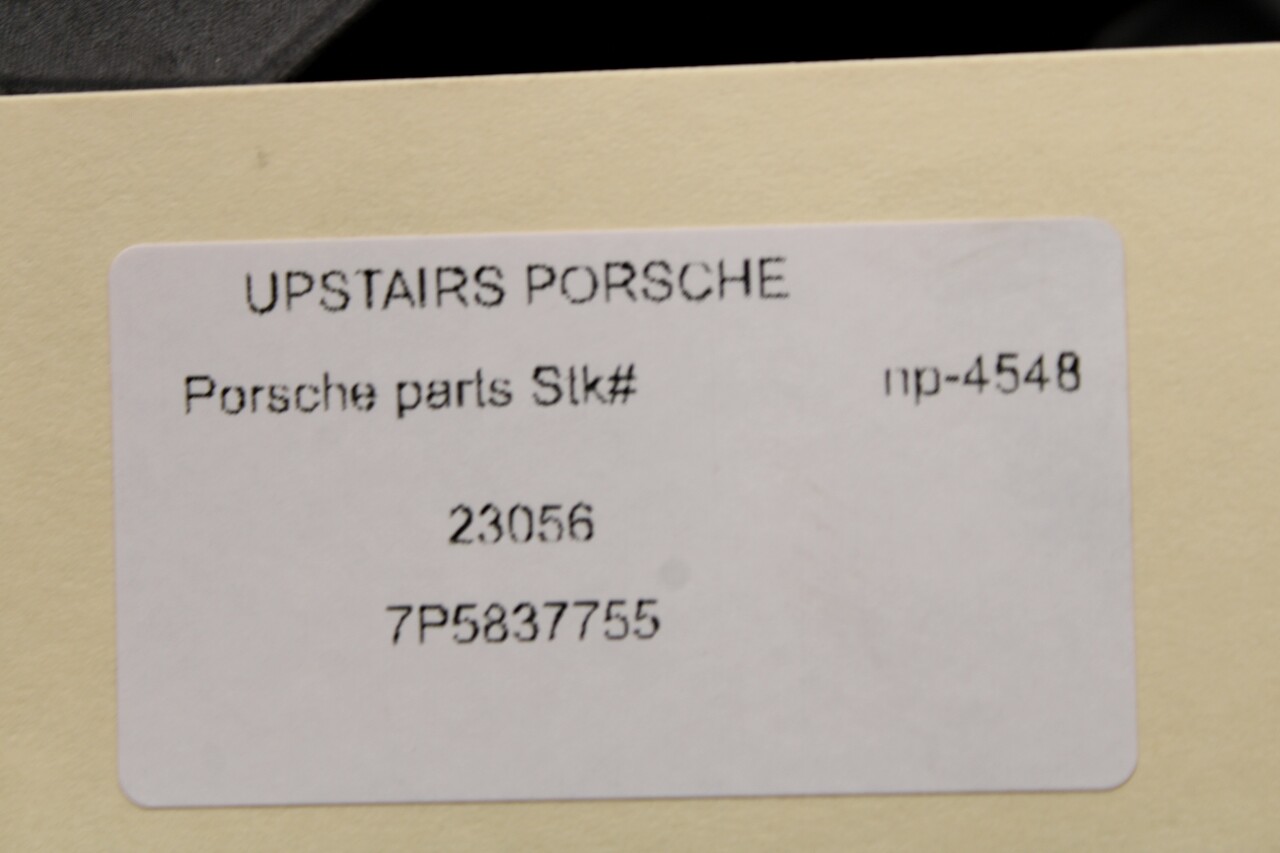 UPSTAIRS PORSCHE
Porsche parts Stk# np-4548
23056
7P5837755